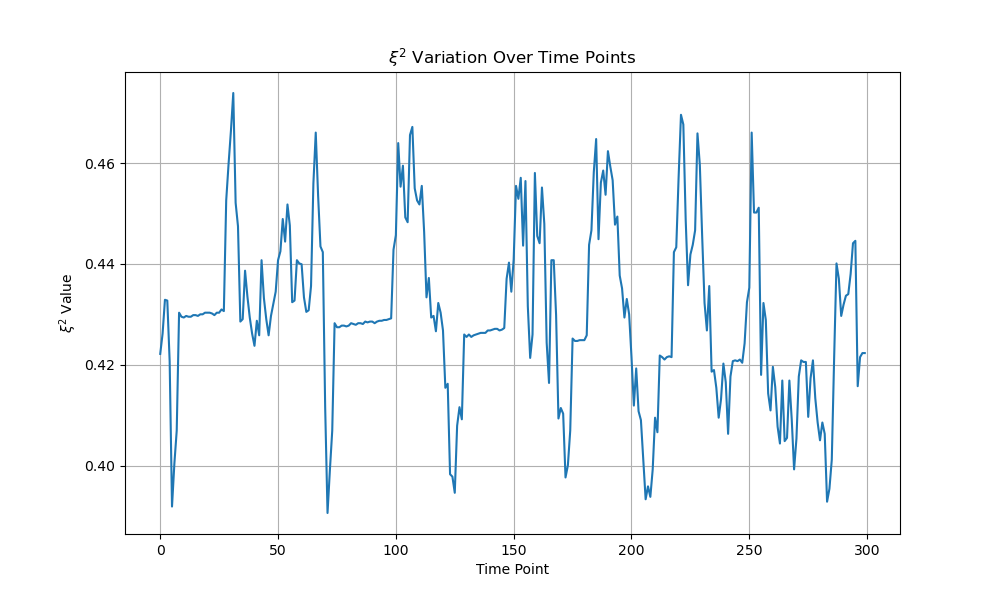 ξ² Variation Over Time Points
ξ² Value
0.46
0.44
0.42
0.40
0 50 100 150 200 250 300
Time Point